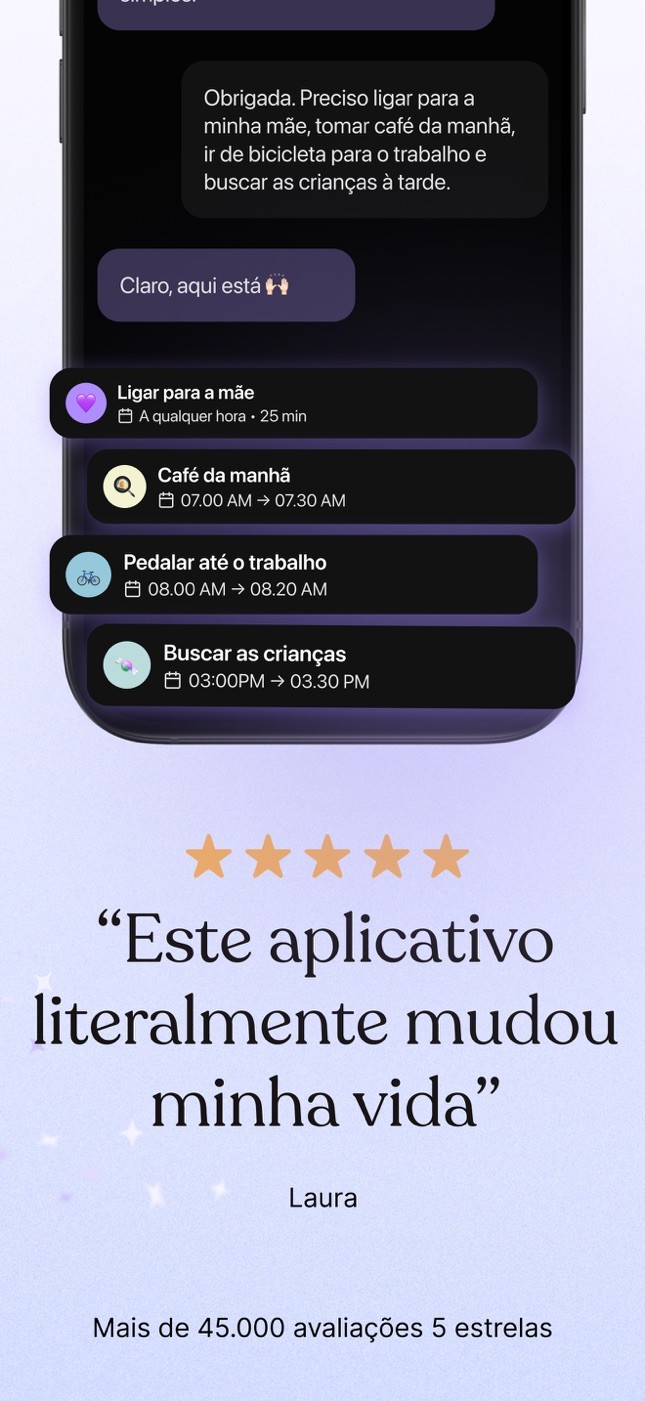 Obrigada. Preciso ligar para a
minha mãe, tomar café da manhã,
ir de bicicleta para o trabalho e
buscar as crianças à tarde.
Claro, aqui está 🙌🏻
Ligar para a mãe
A qualquer hora • 25 min
Café da manhã
07.00 AM → 07.30 AM
Pedalar até o trabalho
08.00 AM → 08.20 AM
Buscar as crianças
03:00PM → 03.30 PM
“Este aplicativo
literalmente mudou
minha vida”
Laura
Mais de 45.000 avaliações 5 estrelas